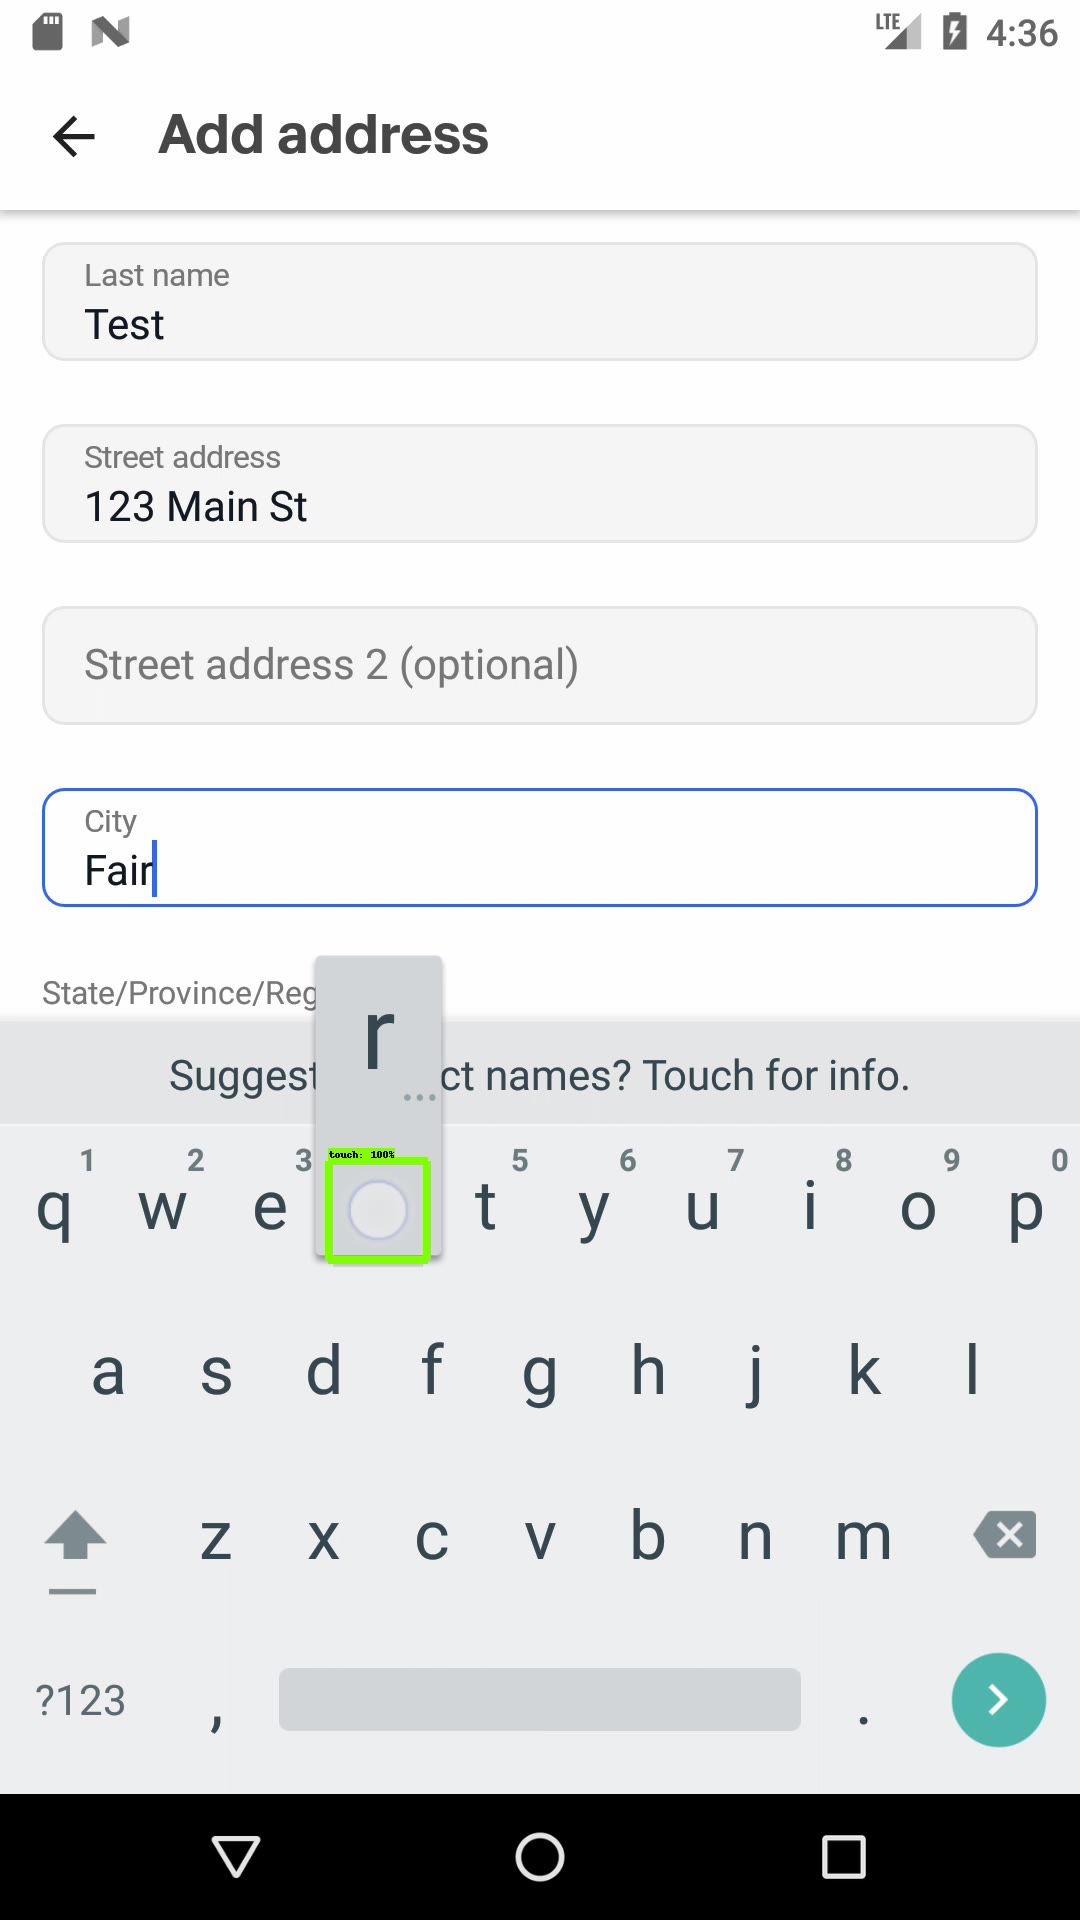 LTE 4:36
Add address
Last name
Test
Street address
123 Main St
Street address 2 (optional)
City
Fair
State/Province/Reg
r
...
Suggest ct names? Touch for info.
touch: 100%
1 2 3 5 6 7 8 9 0
q w e t y u i o p
a s d f g h j k l
z x c v b n m
?123 , .